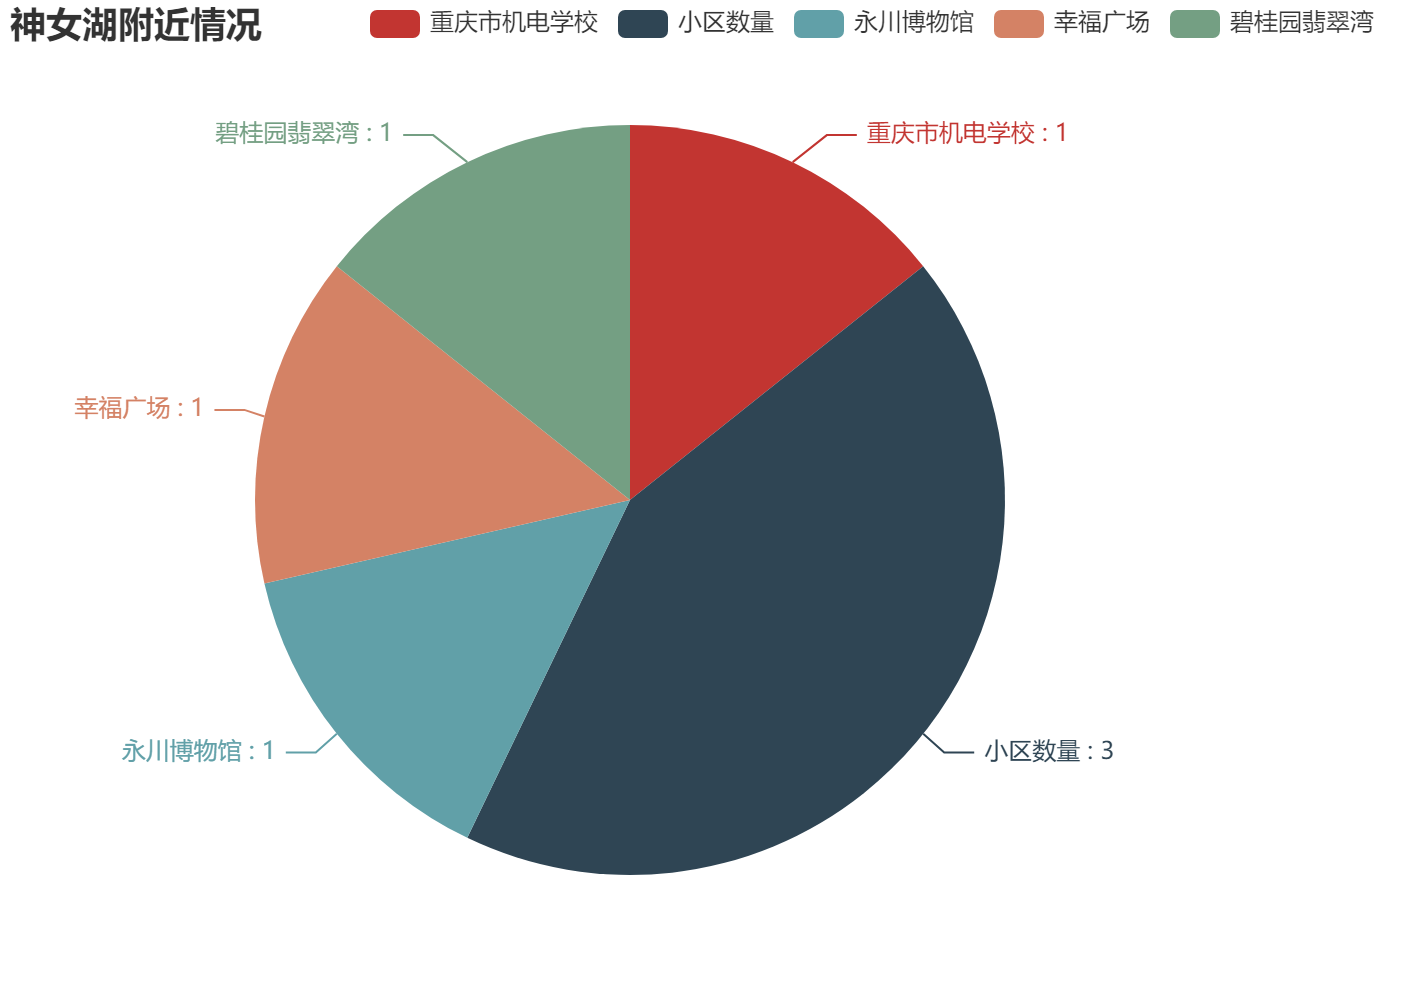 神女湖附近情况
重庆市机电学校 小区数量 永川博物馆 幸福广场 碧桂园翡翠湾
碧桂园翡翠湾 : 1
重庆市机电学校 : 1
幸福广场 : 1
永川博物馆 : 1
小区数量 : 3